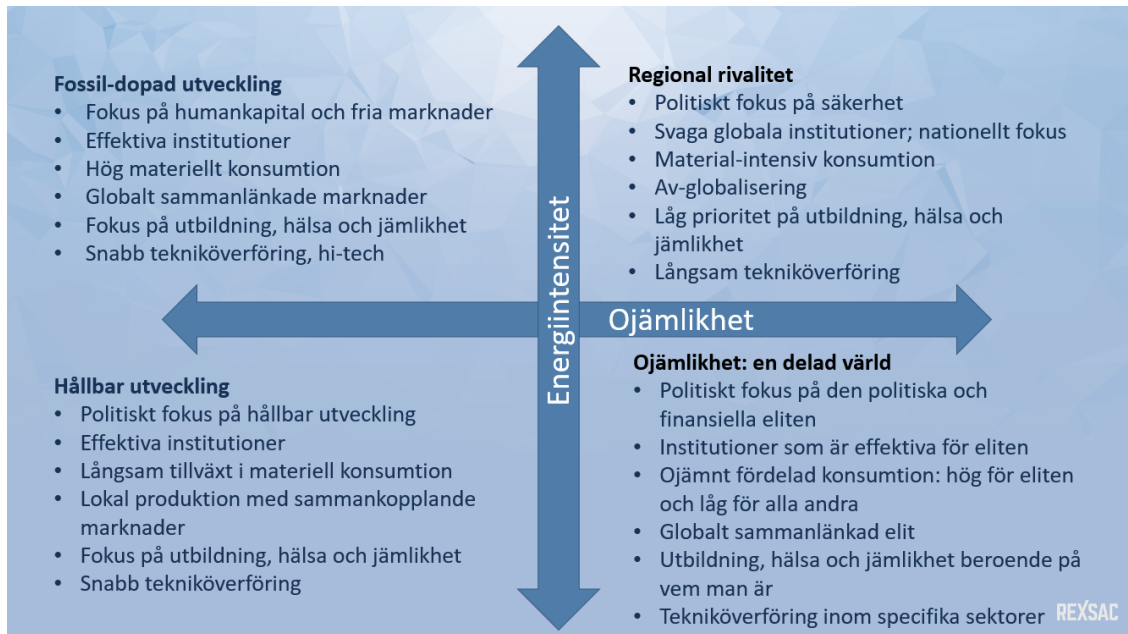 Fossil-dopad utveckling
• Fokus på humankapital och fria marknader
• Effektiva institutioner
• Hög materiellt konsumtion
• Globalt sammanlänkade marknader
• Fokus på utbildning, hälsa och jämlikhet
• Snabb tekniköverföring, hi-tech
Regional rivalitet
• Politiskt fokus på säkerhet
• Svaga globala institutioner; nationellt fokus
• Material-intensiv konsumtion
• Av-globalisering
• Låg prioritet på utbildning, hälsa och
jämlikhet
• Långsam tekniköverföring
Energiintensitet
Ojämlikhet
Hållbar utveckling
• Politiskt fokus på hållbar utveckling
• Effektiva institutioner
• Långsam tillväxt i materiell konsumtion
• Lokal produktion med sammankopplande
marknader
• Fokus på utbildning, hälsa och jämlikhet
• Snabb tekniköverföring
Ojämlikhet: en delad värld
• Politiskt fokus på den politiska och
finansiella eliten
• Institutioner som är effektiva för eliten
• Ojämnt fördelad konsumtion: hög för eliten
och låg för alla andra
• Globalt sammanlänkad elit
• Utbildning, hälsa och jämlikhet beroende på
vem man är
• Tekniköverföring inom specifika sektorer
REXSAC